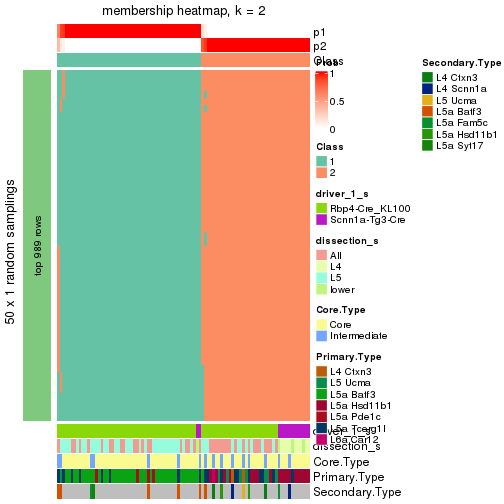 membership heatmap, k = 2
p1
p2
Class
50 x 1 random samplings
top 989 rows
driver_1_s
dissection_s
Core.Type
Primary.Type
Secondary.Type
Prob
1
0.5
0
Class
1
2
driver_1_s
Rbp4-Cre_KL100
Scnn1a-Tg3-Cre
dissection_s
All
L4
L5
lower
Core.Type
Core
Intermediate
Primary.Type
L4 Ctxn3
L5 Ucma
L5a Batf3
L5a Hsd11b1
L5a Pde1c
L5a Tcerg1l
L6a Car12
Secondary.Type
L4 Ctxn3
L4 Scnn1a
L5 Ucma
L5a Batf3
L5a Fam5c
L5a Hsd11b1
L5a Syt17